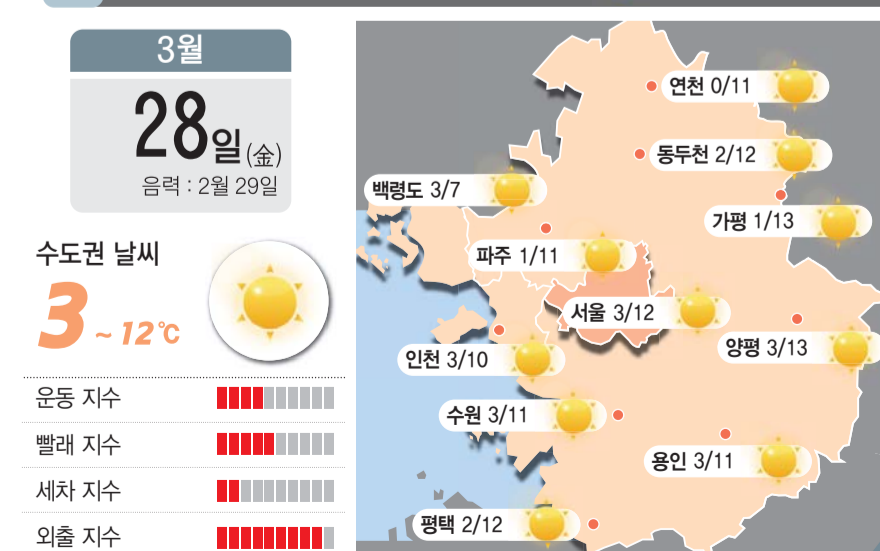 3월
28일(金)
음력 : 2월 29일
수도권 날씨
3 ~ 12℃
운동 지수
빨래 지수
세차 지수
외출 지수
연천 0/11
동두천 2/12
백령도 3/7
가평 1/13
파주 1/11
서울 3/12
양평 3/13
인천 3/10
수원 3/11
용인 3/11
평택 2/12